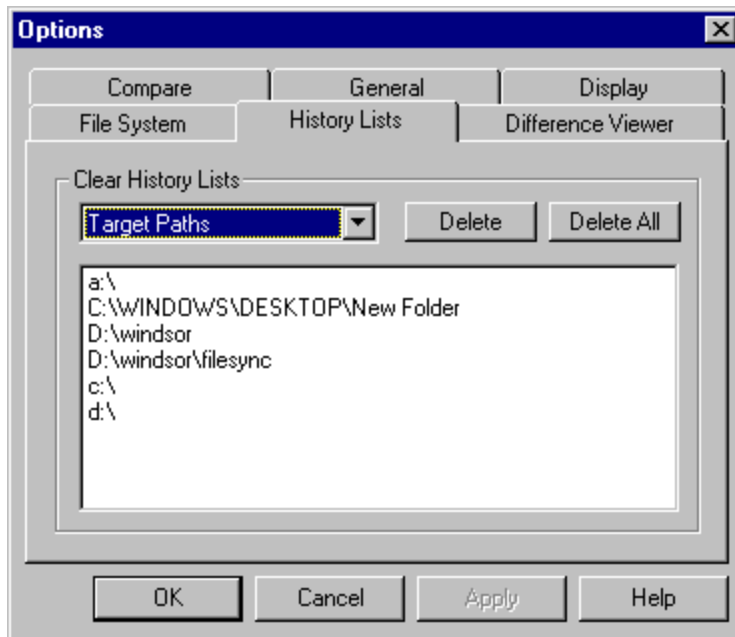 Options
Compare General Display
File System History Lists Difference Viewer
Clear History Lists
Target Paths Delete Delete All
a:\
C:\WINDOWS\DESKTOP\New Folder
D:\windsor
D:\windsor\filesync
c:\
d:\
OK Cancel Apply Help